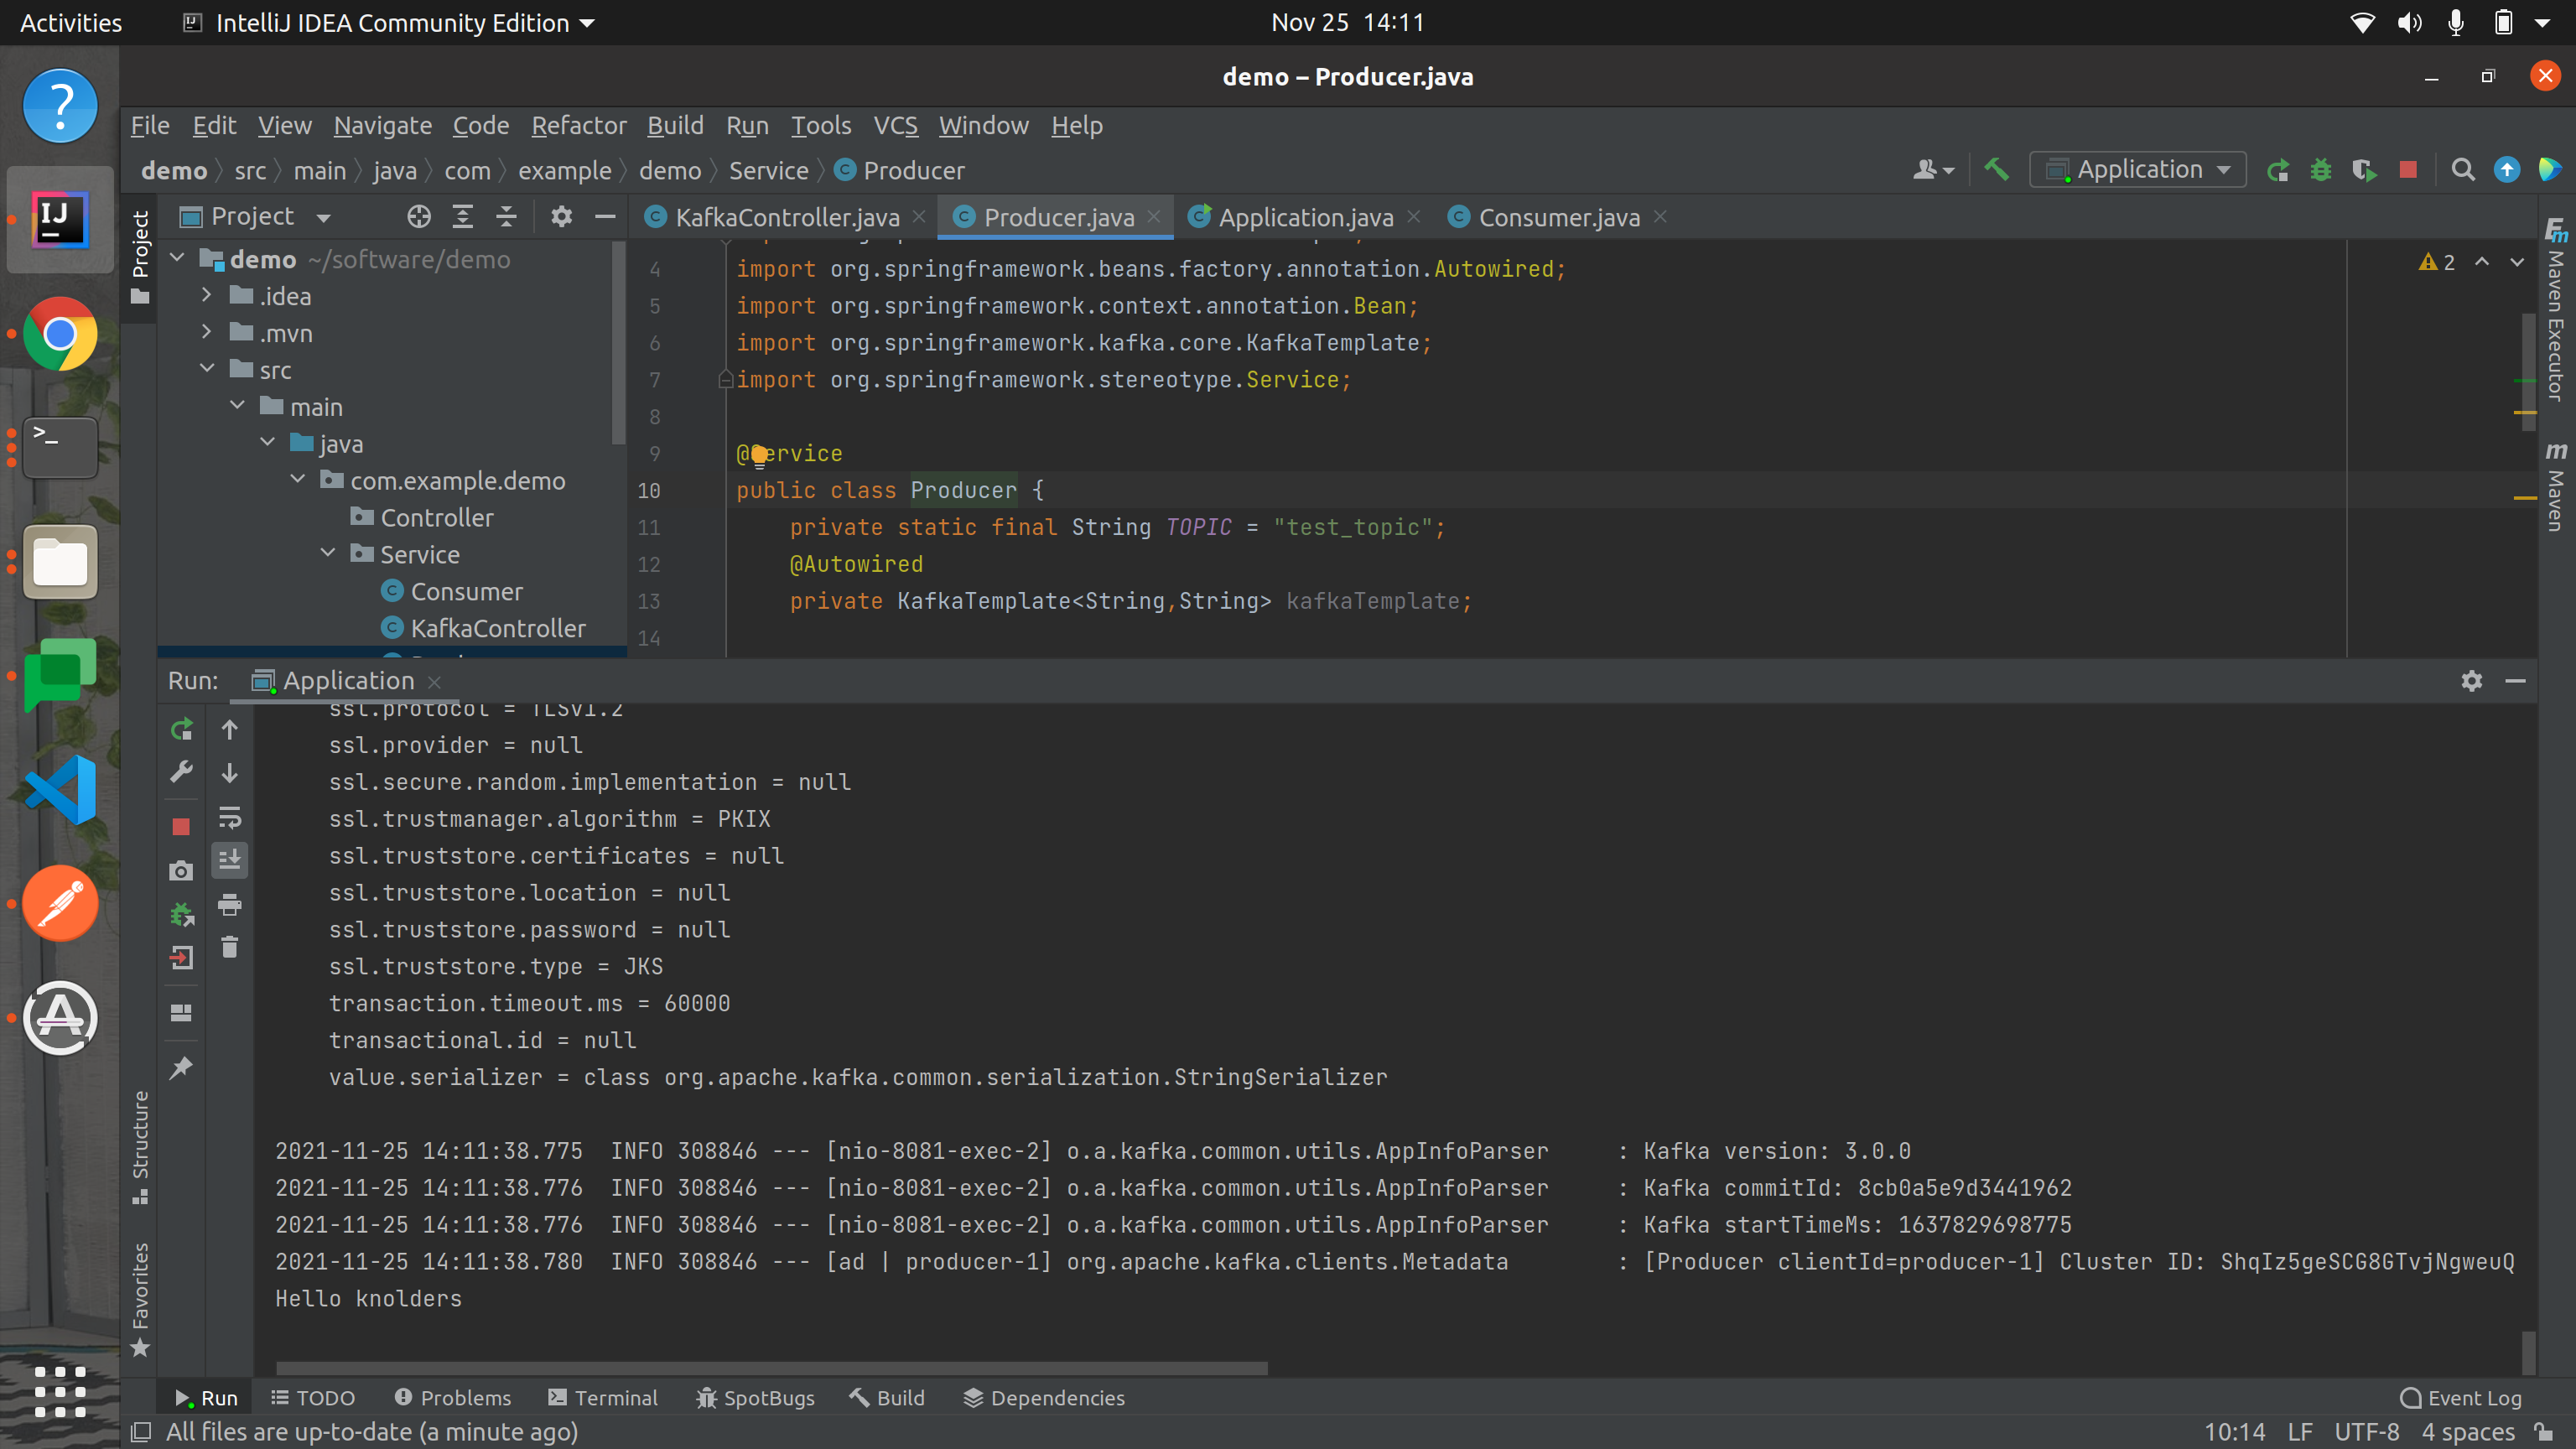 Activities IntelliJ IDEA Community Edition Nov 25 14:11
demo – Producer.java
File Edit View Navigate Code Refactor Build Run Tools VCS Window Help
demo src main java com example demo Service Producer Application
Project KafkaController.java Producer.java Application.java Consumer.java
Project
demo ~/software/demo
.idea
.mvn
src
main
java
com.example.demo
Controller
Service
Consumer
KafkaController
4 import org.springframework.beans.factory.annotation.Autowired;
5 import org.springframework.context.annotation.Bean;
6 import org.springframework.kafka.core.KafkaTemplate;
7 import org.springframework.stereotype.Service;
8
9 @Service
10 public class Producer {
11 private static final String TOPIC = "test_topic";
12 @Autowired
13 private KafkaTemplate<String,String> kafkaTemplate;
14
2
Maven Executor
Maven
Run: Application
ssl.protocol = TLSv1.2
ssl.provider = null
ssl.secure.random.implementation = null
ssl.trustmanager.algorithm = PKIX
ssl.truststore.certificates = null
ssl.truststore.location = null
ssl.truststore.password = null
ssl.truststore.type = JKS
transaction.timeout.ms = 60000
transactional.id = null
value.serializer = class org.apache.kafka.common.serialization.StringSerializer
2021-11-25 14:11:38.775 INFO 308846 --- [nio-8081-exec-2] o.a.kafka.common.utils.AppInfoParser : Kafka version: 3.0.0
2021-11-25 14:11:38.776 INFO 308846 --- [nio-8081-exec-2] o.a.kafka.common.utils.AppInfoParser : Kafka commitId: 8cb0a5e9d3441962
2021-11-25 14:11:38.776 INFO 308846 --- [nio-8081-exec-2] o.a.kafka.common.utils.AppInfoParser : Kafka startTimeMs: 1637829698775
2021-11-25 14:11:38.780 INFO 308846 --- [ad | producer-1] org.apache.kafka.clients.Metadata : [Producer clientId=producer-1] Cluster ID: ShqIz5geSCG8GTvjNgweuQ
Hello knolders
Structure
Favorites
Run TODO Problems Terminal SpotBugs Build Dependencies Event Log
All files are up-to-date (a minute ago) 10:14 LF UTF-8 4 spaces